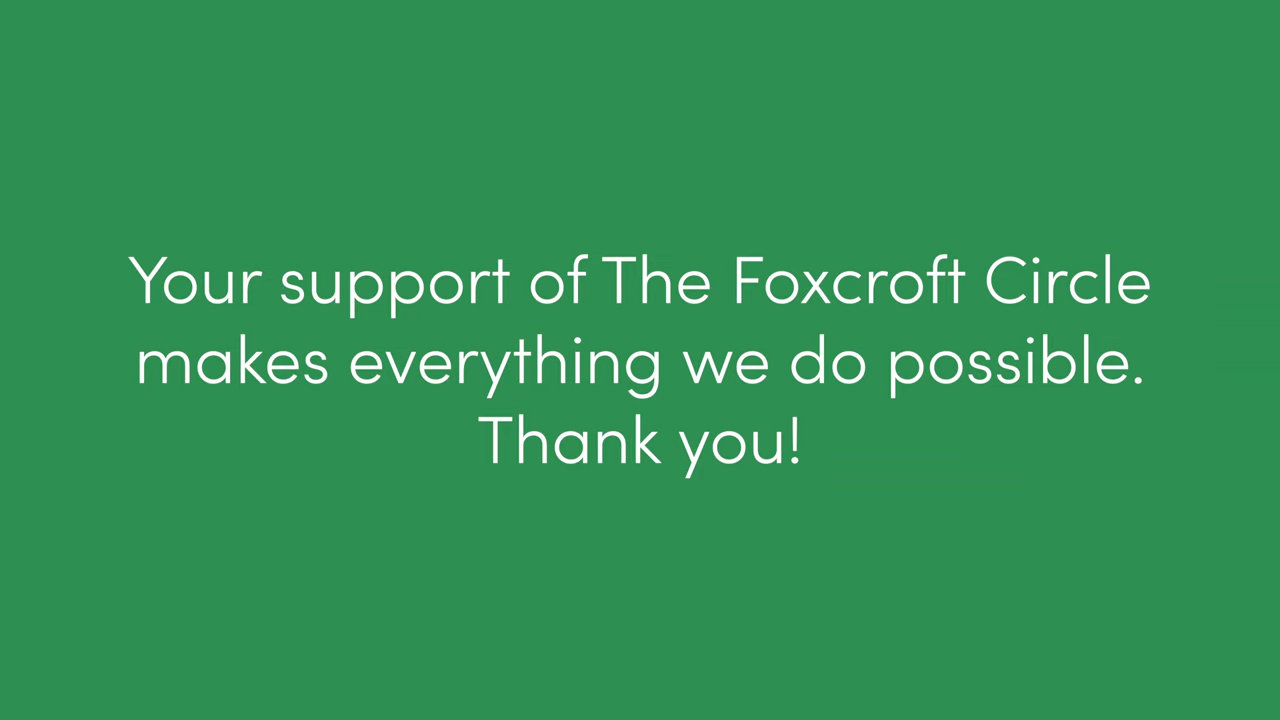 Your support of The Foxcroft Circle
makes everything we do possible.
Thank you!